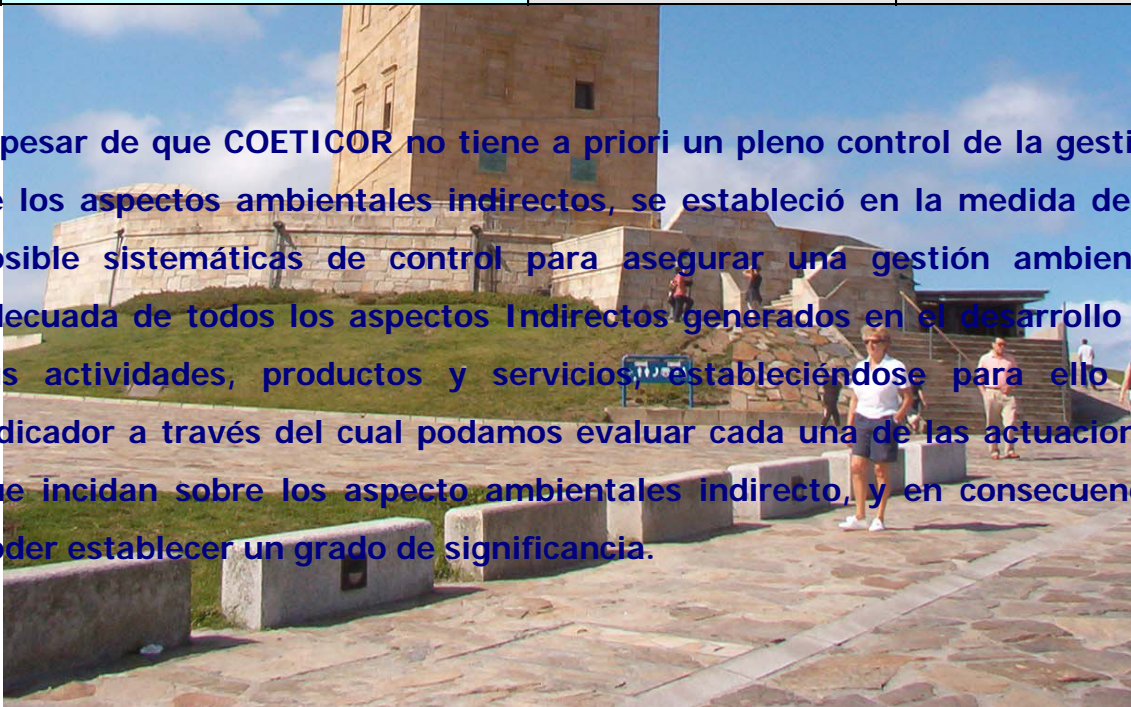 pesar de que COETICOR no tiene a priori un pleno control de la gesti
e los aspectos ambientales indirectos, se estableció en la medida de
osible sistemáticas de control para asegurar una gestión ambien
lecuada de todos los aspectos Indirectos generados en el desarrollo
s actividades, productos y servicios, estableciéndose para ello
dicador a través del cual podamos evaluar cada una de las actuacion
ue incidan sobre los aspecto ambientales indirecto, y en consecuen
oder establecer un grado de significancia.